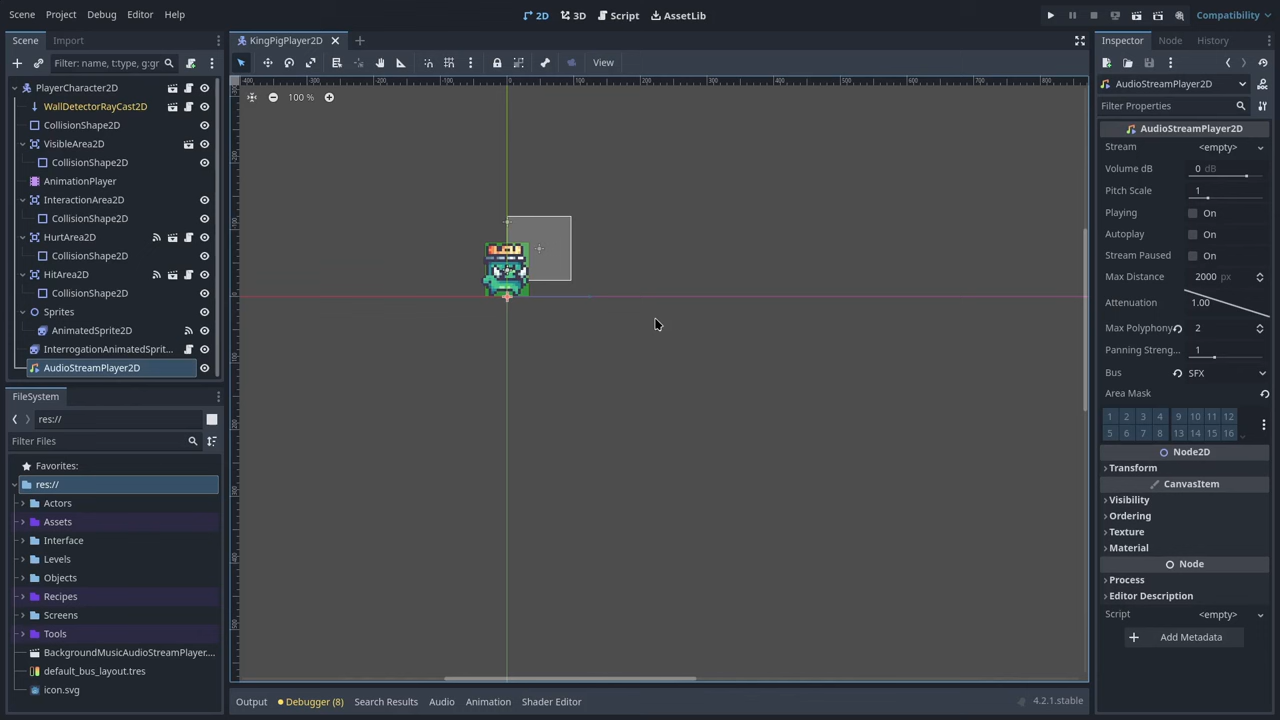 Scene Project Debug Editor Help
2D 3D Script AssetLib
Compatibility
Scene Import
Filter: name, t:type, g:gr
PlayerCharacter2D
WallDetectorRayCast2D
CollisionShape2D
VisibleArea2D
CollisionShape2D
AnimationPlayer
InteractionArea2D
CollisionShape2D
HurtArea2D
CollisionShape2D
HitArea2D
CollisionShape2D
Sprites
AnimatedSprite2D
InterrogationAnimatedSprit...
AudioStreamPlayer2D
FileSystem
res://
Filter Files
Favorites:
res://
Actors
Assets
Interface
Levels
Objects
Recipes
Screens
Tools
BackgroundMusicAudioStreamPlayer....
default_bus_layout.tres
icon.svg
KingPigPlayer2D
View
100 %
Output Debugger (8) Search Results Audio Animation Shader Editor
4.2.1.stable
Inspector Node History
AudioStreamPlayer2D
Filter Properties
AudioStreamPlayer2D
Stream <empty>
Volume dB 0 dB
Pitch Scale 1
Playing On
Autoplay On
Stream Paused On
Max Distance 2000 px
Attenuation 1.00
Max Polyphony 2
Panning Streng... 1
Bus SFX
Area Mask
1 2 3 4 9 10 11 12
5 6 7 8 13 14 15 16
Node2D
Transform
CanvasItem
Visibility
Ordering
Texture
Material
Node
Process
Editor Description
Script <empty>
Add Metadata